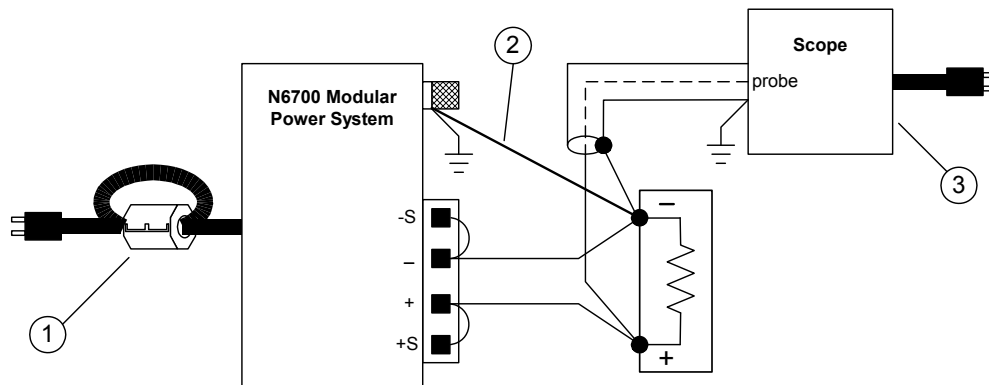 2
Scope
probe
N6700 Modular
Power System
3
-S
–
+
+S
–
+
1